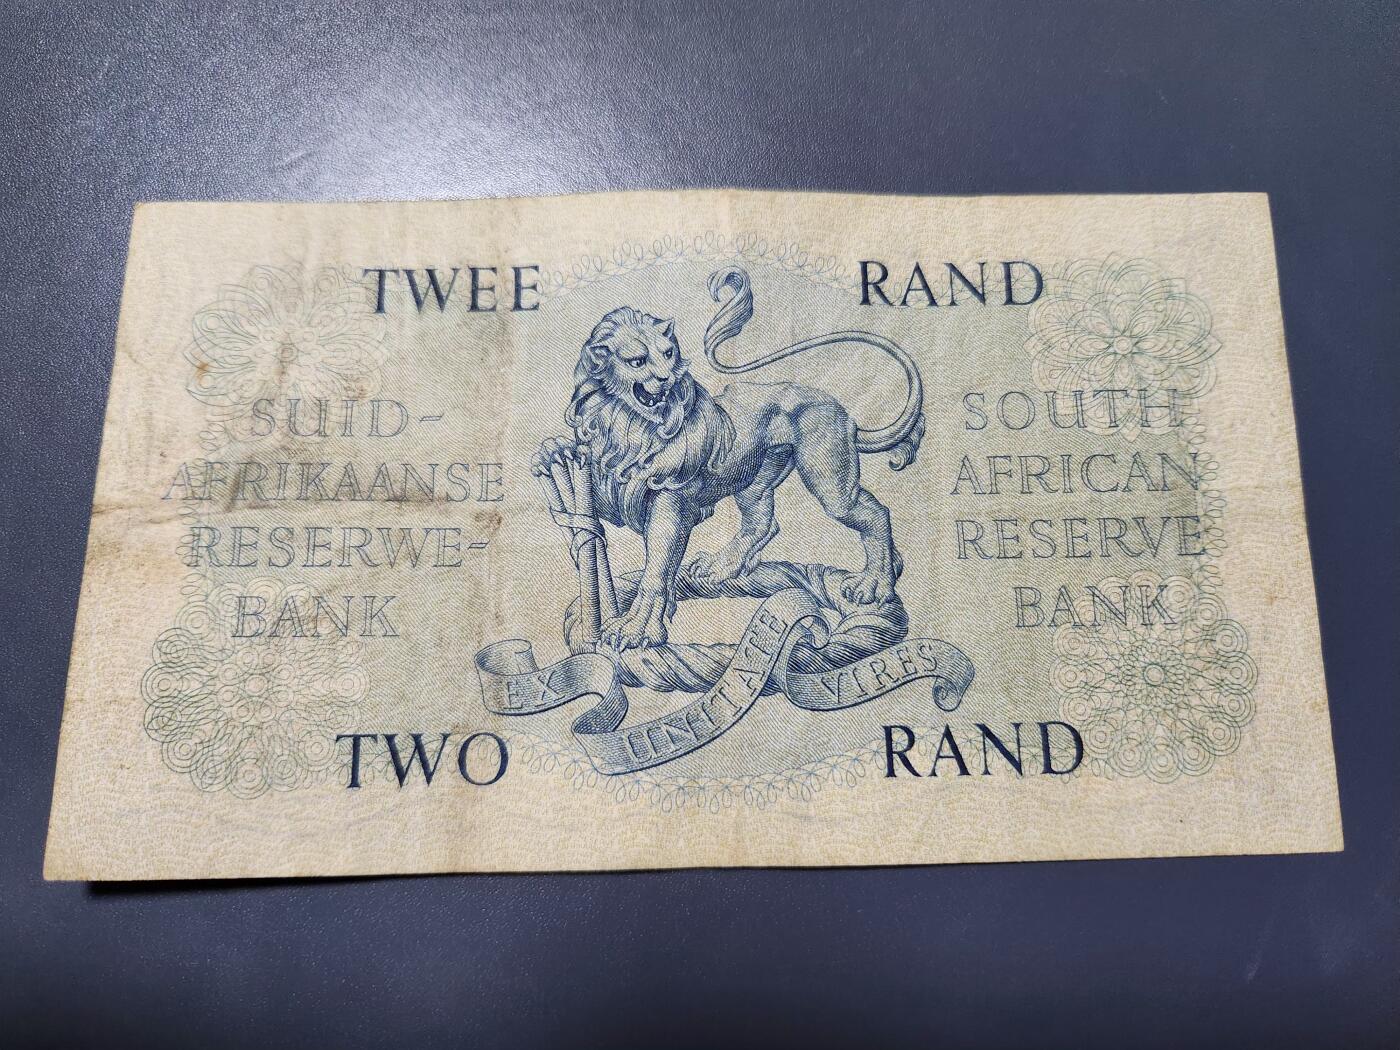 TWEE RAND
SUID-
AFRIKAANSE
RESERWE-
BANK
SOUTH
AFRICAN
RESERVE
BANK
EX UNITATE VIRES
TWO RAND